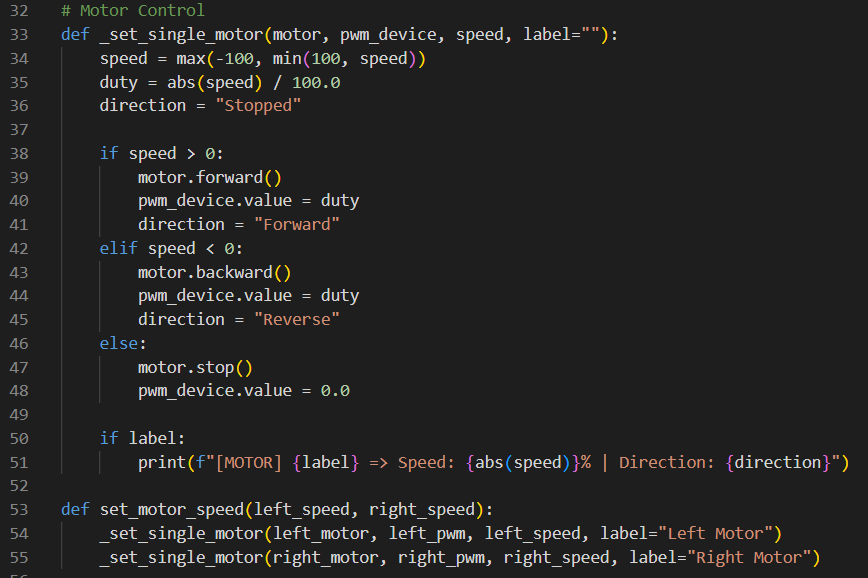 32 # Motor Control
33 def _set_single_motor(motor, pwm_device, speed, label=""):
34     speed = max(-100, min(100, speed))
35     duty = abs(speed) / 100.0
36     direction = "Stopped"
37
38     if speed > 0:
39         motor.forward()
40         pwm_device.value = duty
41         direction = "Forward"
42     elif speed < 0:
43         motor.backward()
44         pwm_device.value = duty
45         direction = "Reverse"
46     else:
47         motor.stop()
48         pwm_device.value = 0.0
49
50     if label:
51         print(f"[MOTOR] {label} => Speed: {abs(speed)}% | Direction: {direction}")
52
53 def set_motor_speed(left_speed, right_speed):
54     _set_single_motor(left_motor, left_pwm, left_speed, label="Left Motor")
55     _set_single_motor(right_motor, right_pwm, right_speed, label="Right Motor")